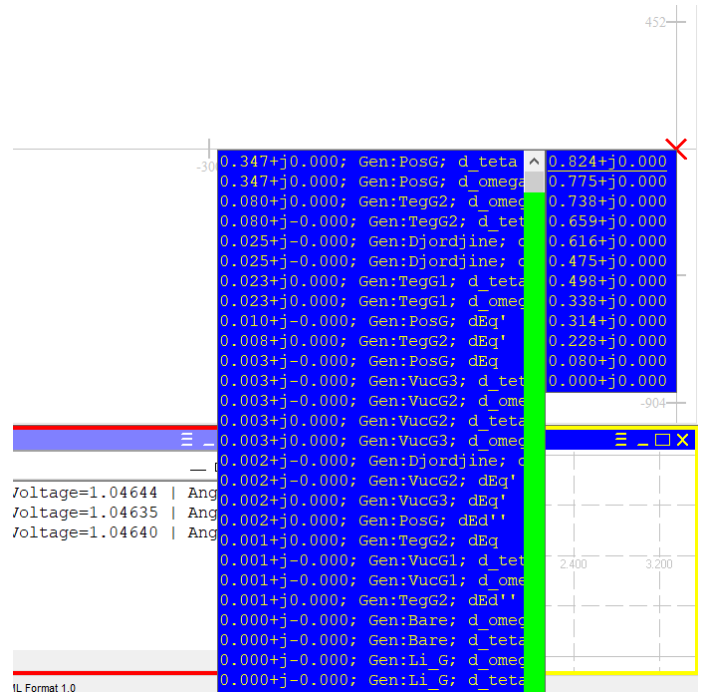 452
-30
0.347+j0.000; Gen:PosG; d_teta
0.347+j0.000; Gen:PosG; d_omega
0.080+j0.000; Gen:TegG2; d_omeg
0.080+j-0.000; Gen:TegG2; d_tet
0.025+j-0.000; Gen:Djordjine; d
0.025+j-0.000; Gen:Djordjine; d
0.023+j0.000; Gen:TegG1; d_teta
0.023+j0.000; Gen:TegG1; d_omeg
0.010+j-0.000; Gen:PosG; dEq'
0.008+j0.000; Gen:TegG2; dEq'
0.003+j-0.000; Gen:PosG; dEq
0.003+j-0.000; Gen:VucG3; d_tet
0.003+j-0.000; Gen:VucG2; d_ome
0.003+j0.000; Gen:VucG2; d_teta
0.003+j0.000; Gen:VucG3; d_omeg
0.002+j-0.000; Gen:Djordjine; d
0.002+j-0.000; Gen:VucG2; dEq'
0.002+j0.000; Gen:VucG3; dEq'
0.002+j0.000; Gen:PosG; dEd''
0.001+j0.000; Gen:TegG2; dEq
0.001+j-0.000; Gen:VucG1; d_tet
0.001+j-0.000; Gen:VucG1; d_ome
0.001+j0.000; Gen:TegG2; dEd''
0.000+j-0.000; Gen:Bare; d_omeg
0.000+j-0.000; Gen:Bare; d_teta
0.000+j-0.000; Gen:Li_G; d_omeg
0.000+j-0.000; Gen:Li_G; d_teta
0.824+j0.000
0.775+j0.000
0.738+j0.000
0.659+j0.000
0.616+j0.000
0.475+j0.000
0.498+j0.000
0.338+j0.000
0.314+j0.000
0.228+j0.000
0.080+j0.000
0.000+j0.000
-904
Voltage=1.04644 | Ang
Voltage=1.04635 | Ang
Voltage=1.04640 | Ang
2.400 3.200
ML Format 1.0